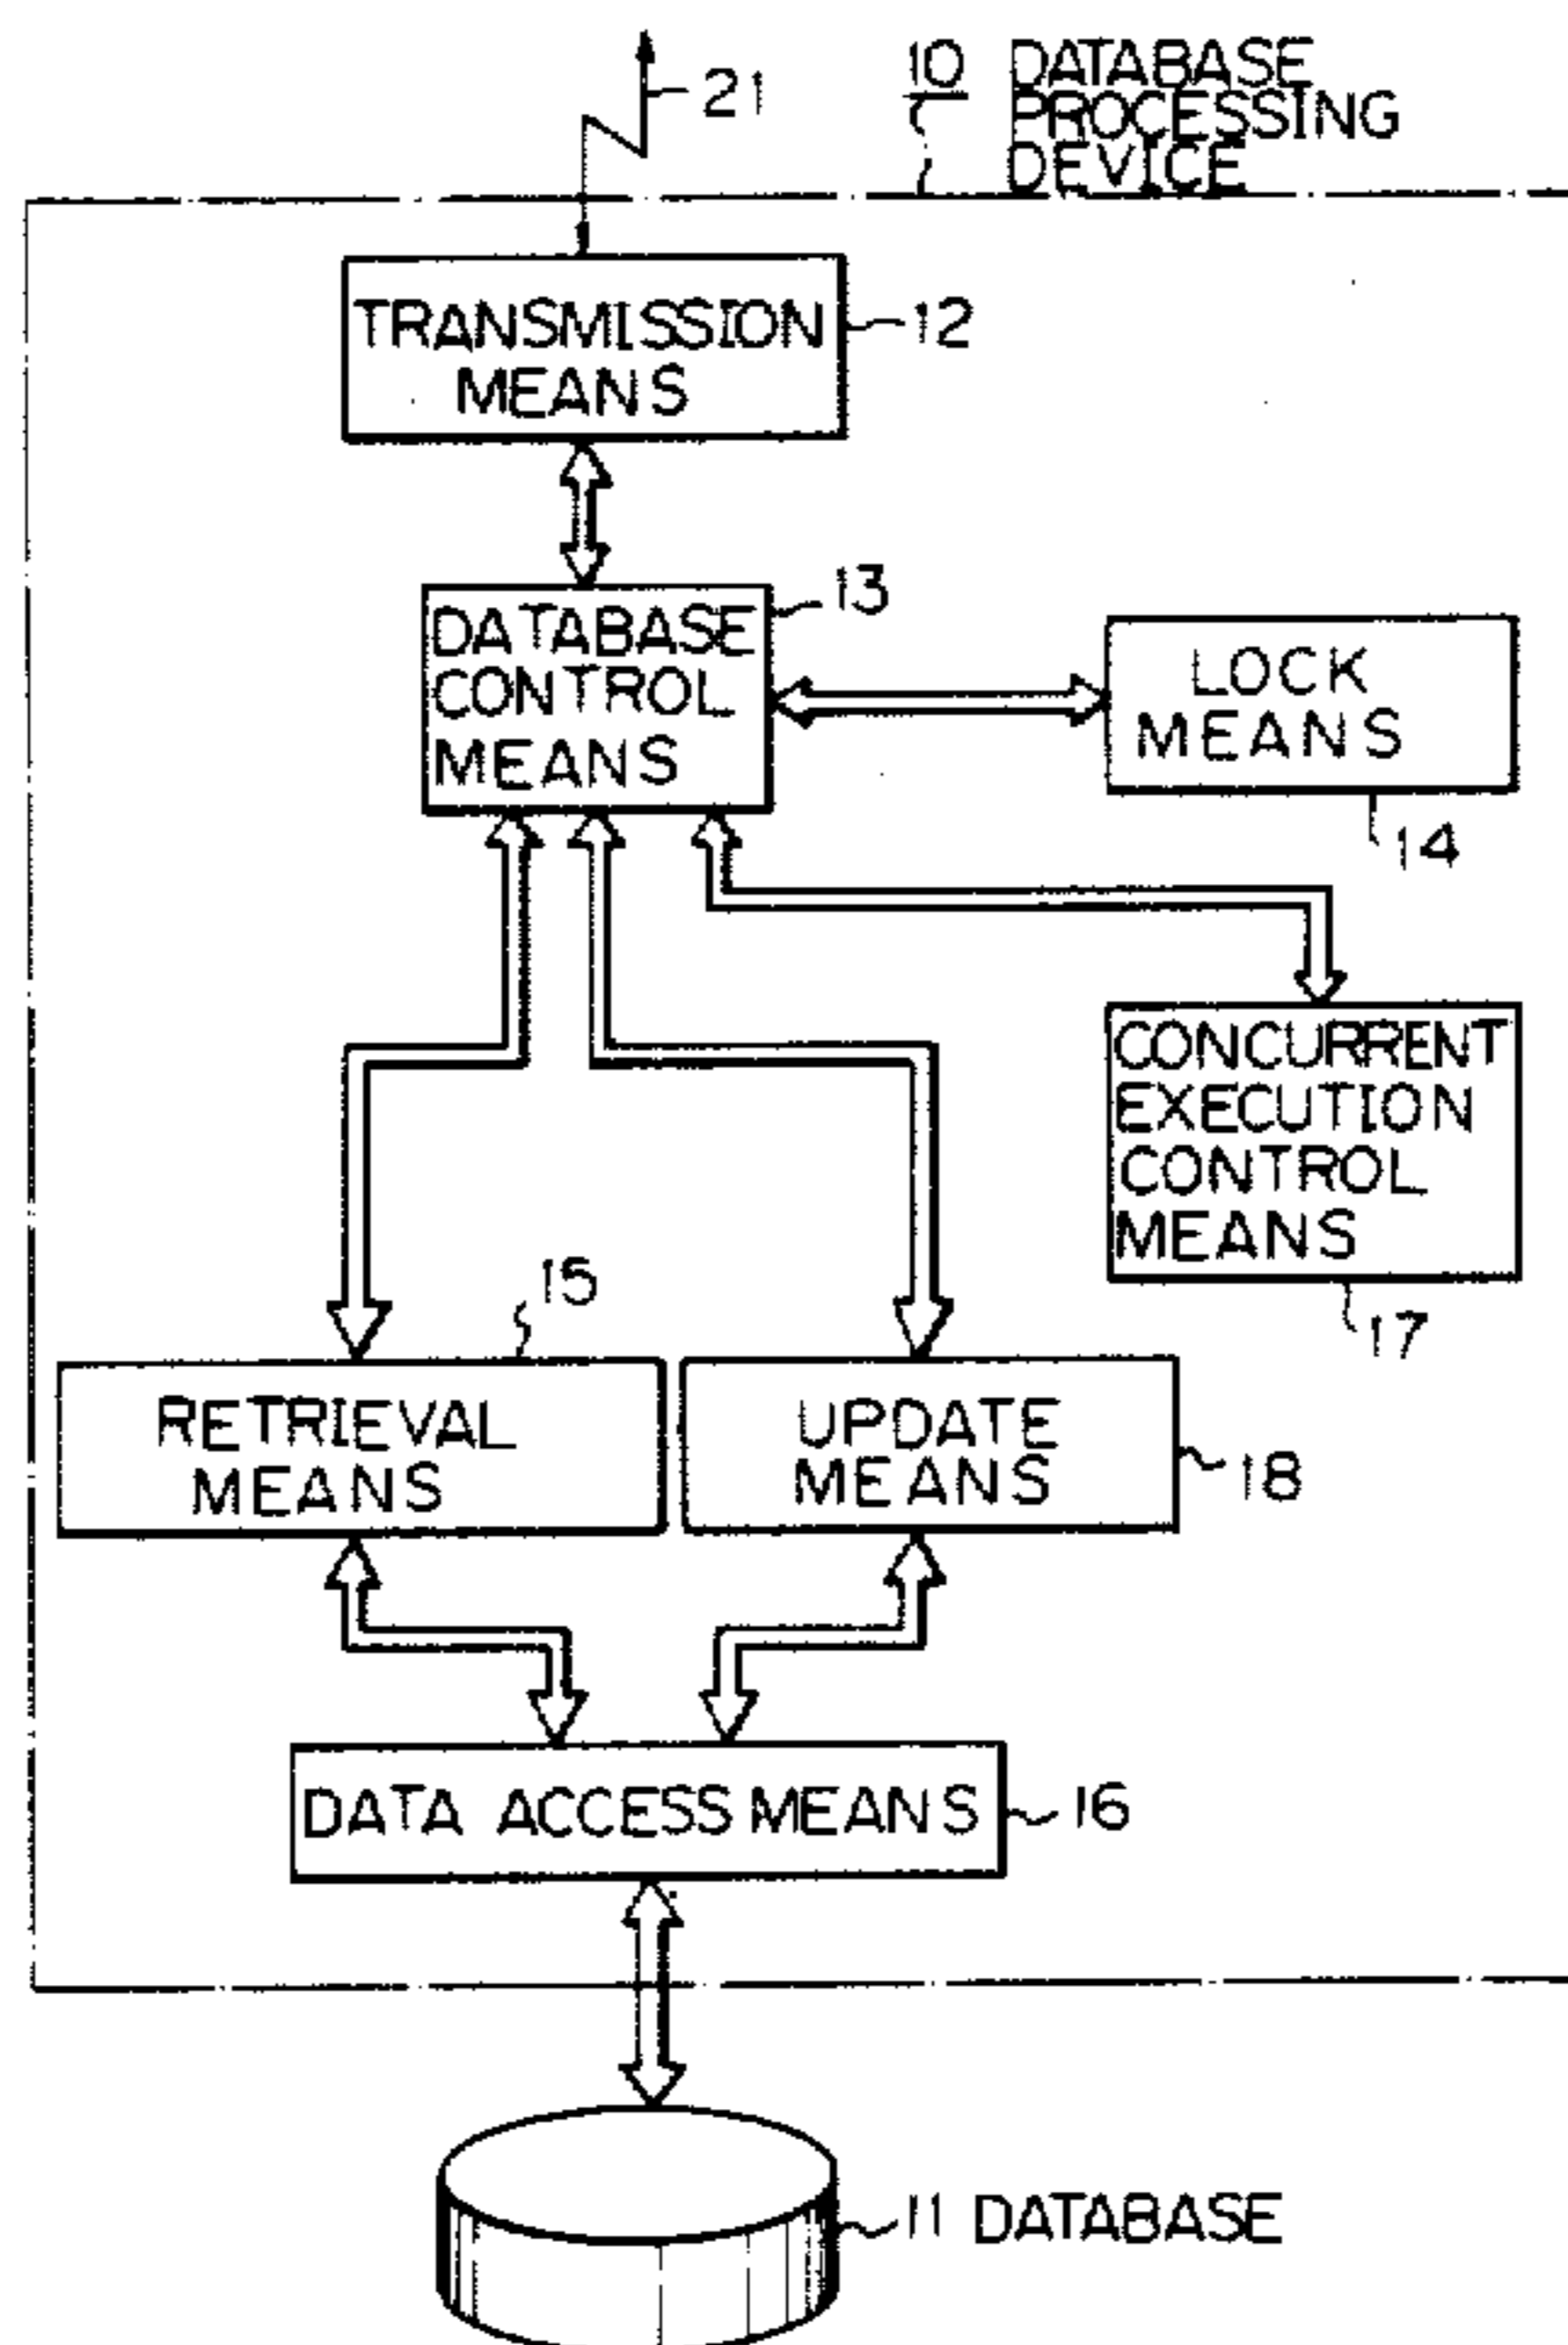 21
10 DATABASE
PROCESSING
DEVICE
TRANSMISSION
MEANS
12
DATABASE
CONTROL
MEANS
13
LOCK
MEANS
14
CONCURRENT
EXECUTION
CONTROL
MEANS
17
15
RETRIEVAL
MEANS
UPDATE
MEANS
18
DATA ACCESS MEANS
16
11 DATABASE